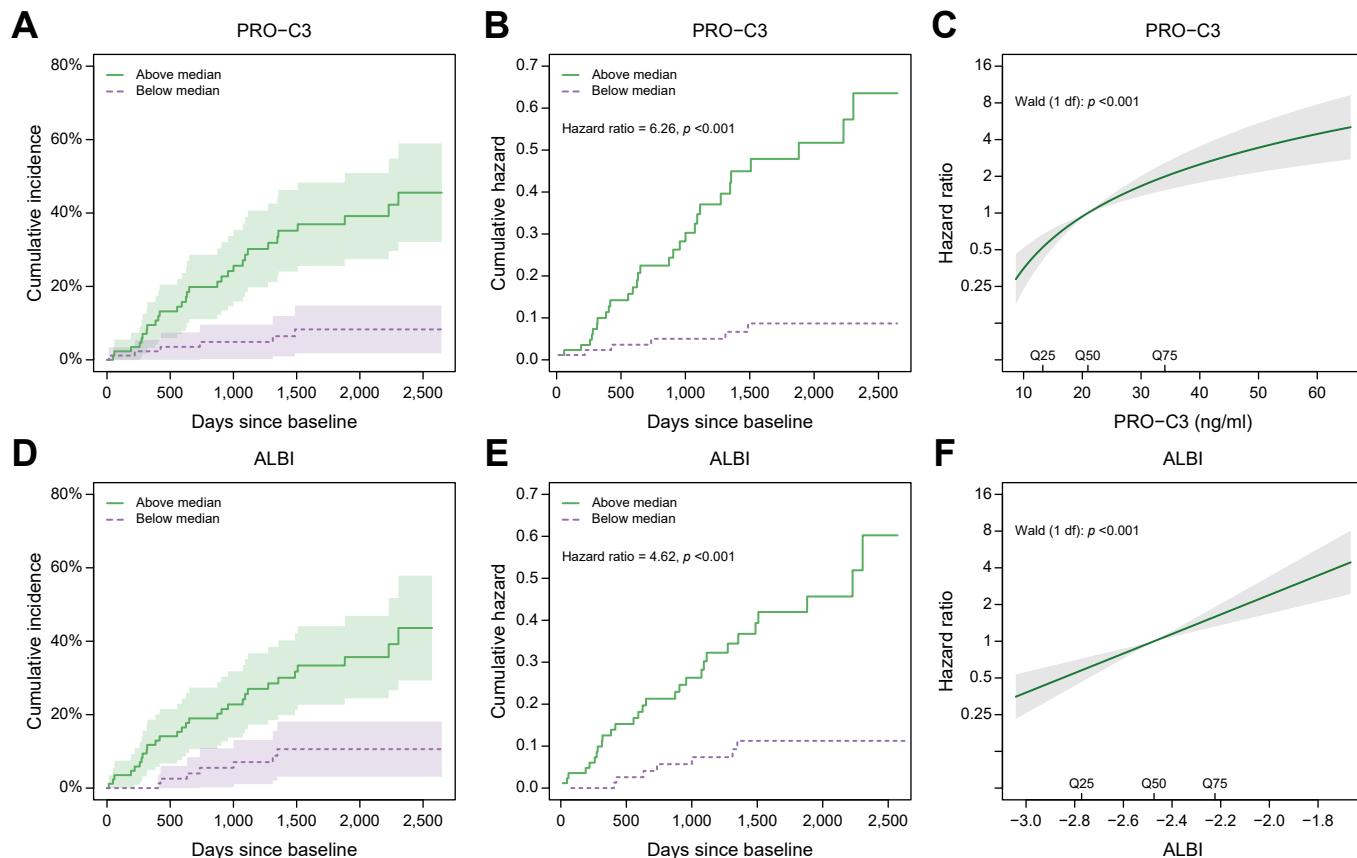 A
PRO−C3
Cumulative incidence
80%
60%
40%
20%
0%
Above median
Below median
0 500 1,000 1,500 2,000 2,500
Days since baseline
B
PRO−C3
Cumulative hazard
0.7
0.6
0.5
0.4
0.3
0.2
0.1
0
Above median
Below median
Hazard ratio = 6.26, p <0.001
0 500 1,000 1,500 2,000 2,500
Days since baseline
C
PRO−C3
Hazard ratio
16
8
4
2
1
0.5
0.25
Wald (1 df): p <0.001
Q25 Q50 Q75
10 20 30 40 50 60
PRO−C3 (ng/ml)
D
ALBI
Cumulative incidence
80%
60%
40%
20%
0%
Above median
Below median
0 500 1,000 1,500 2,000 2,500
Days since baseline
E
ALBI
Cumulative hazard
0.7
0.6
0.5
0.4
0.3
0.2
0.1
0
Above median
Below median
Hazard ratio = 4.62, p <0.001
0 500 1,000 1,500 2,000 2,500
Days since baseline
F
ALBI
Hazard ratio
16
8
4
2
1
0.5
0.25
Wald (1 df): p <0.001
Q25 Q50 Q75
−3.0 −2.8 −2.6 −2.4 −2.2 −2.0 −1.8
ALBI